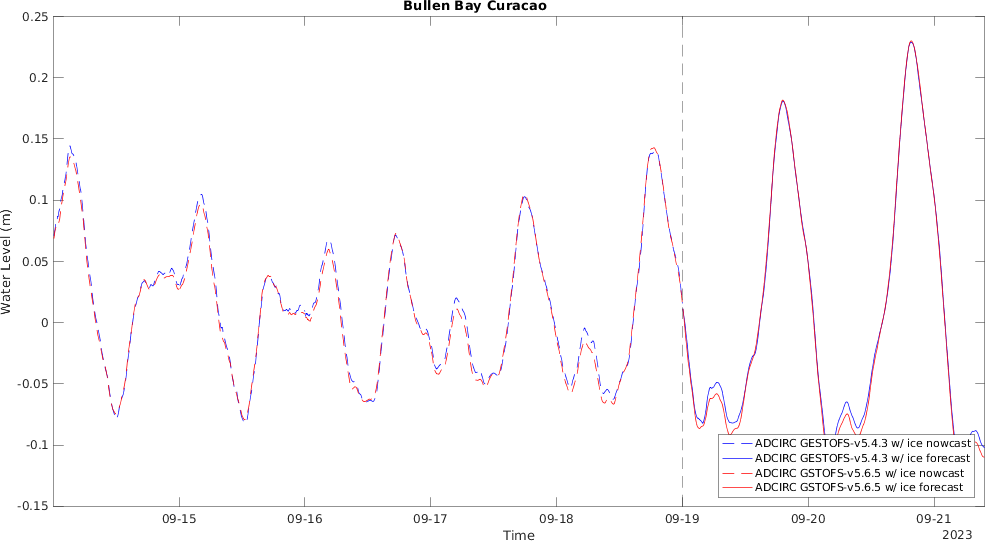 Bullen Bay Curacao
0.25
0.2
0.15
0.1
0.05
0
-0.05
-0.1
-0.15
Water Level (m)
ADCIRC GESTOFS-v5.4.3 w/ ice nowcast
ADCIRC GESTOFS-v5.4.3 w/ ice forecast
ADCIRC GSTOFS-v5.6.5 w/ ice nowcast
ADCIRC GSTOFS-v5.6.5 w/ ice forecast
09-15 09-16 09-17 09-18 09-19 09-20 09-21
Time
2023